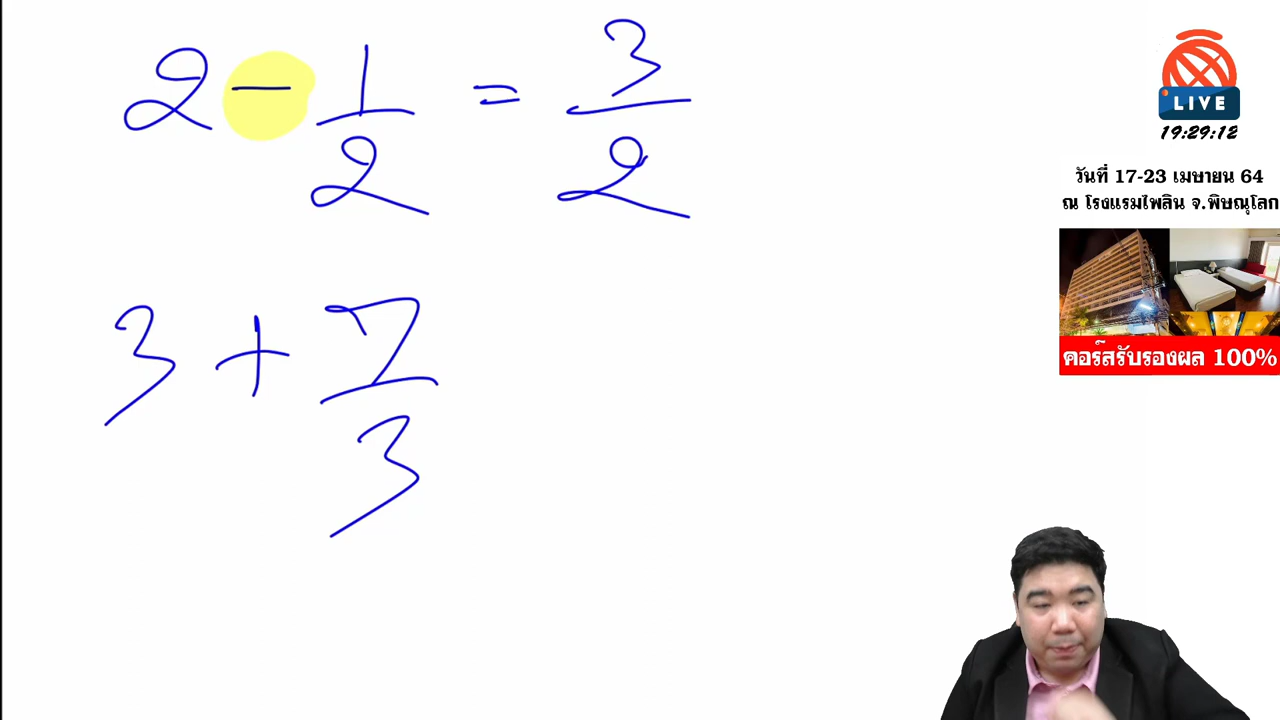 2 - 1/2 = 3/2
3 + 7/3
LIVE
19:29:12
วันที่ 17-23 เมษายน 64
ณ โรงแรมไพลิน จ.พิษณุโลก
คอร๊สรับรองผล 100%